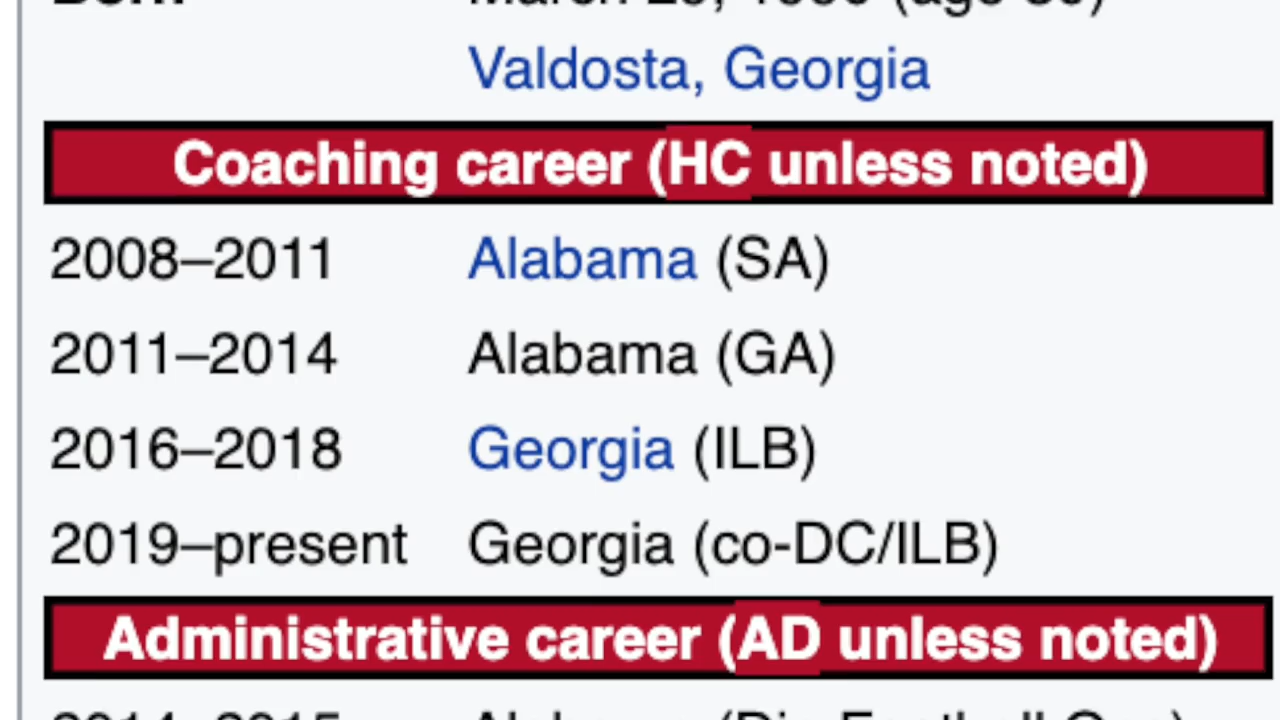 Valdosta, Georgia
Coaching career (HC unless noted)
2008–2011 Alabama (SA)
2011–2014 Alabama (GA)
2016–2018 Georgia (ILB)
2019–present Georgia (co-DC/ILB)
Administrative career (AD unless noted)